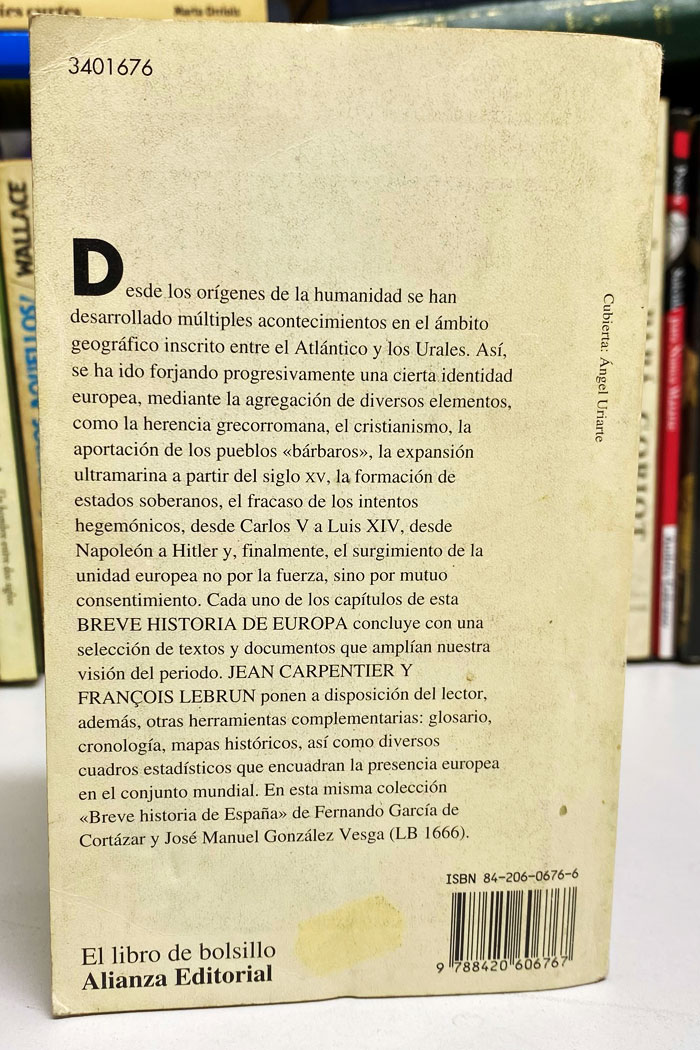 Marta Orriols
WALLACE
3401676
Desde los orígenes de la humanidad se han
desarrollado múltiples acontecimientos en el ámbito
geográfico inscrito entre el Atlántico y los Urales. Así,
se ha ido forjando progresivamente una cierta identidad
europea, mediante la agregación de diversos elementos,
como la herencia grecorromana, el cristianismo, la
aportación de los pueblos «bárbaros», la expansión
ultramarina a partir del siglo XV, la formación de
estados soberanos, el fracaso de los intentos
hegemónicos, desde Carlos V a Luis XIV, desde
Napoleón a Hitler y, finalmente, el surgimiento de la
unidad europea no por la fuerza, sino por mutuo
consentimiento. Cada uno de los capítulos de esta
BREVE HISTORIA DE EUROPA concluye con una
selección de textos y documentos que amplían nuestra
visión del periodo. JEAN CARPENTIER Y
FRANÇOIS LEBRUN ponen a disposición del lector,
además, otras herramientas complementarias: glosario,
cronología, mapas históricos, así como diversos
cuadros estadísticos que encuadran la presencia europea
en el conjunto mundial. En esta misma colección
«Breve historia de España» de Fernando García de
Cortázar y José Manuel González Vesga (LB 1666).
Cubierta: Ángel Uriarte
ISBN 84-206-0676-6
9 788420 606767
El libro de bolsillo
Alianza Editorial